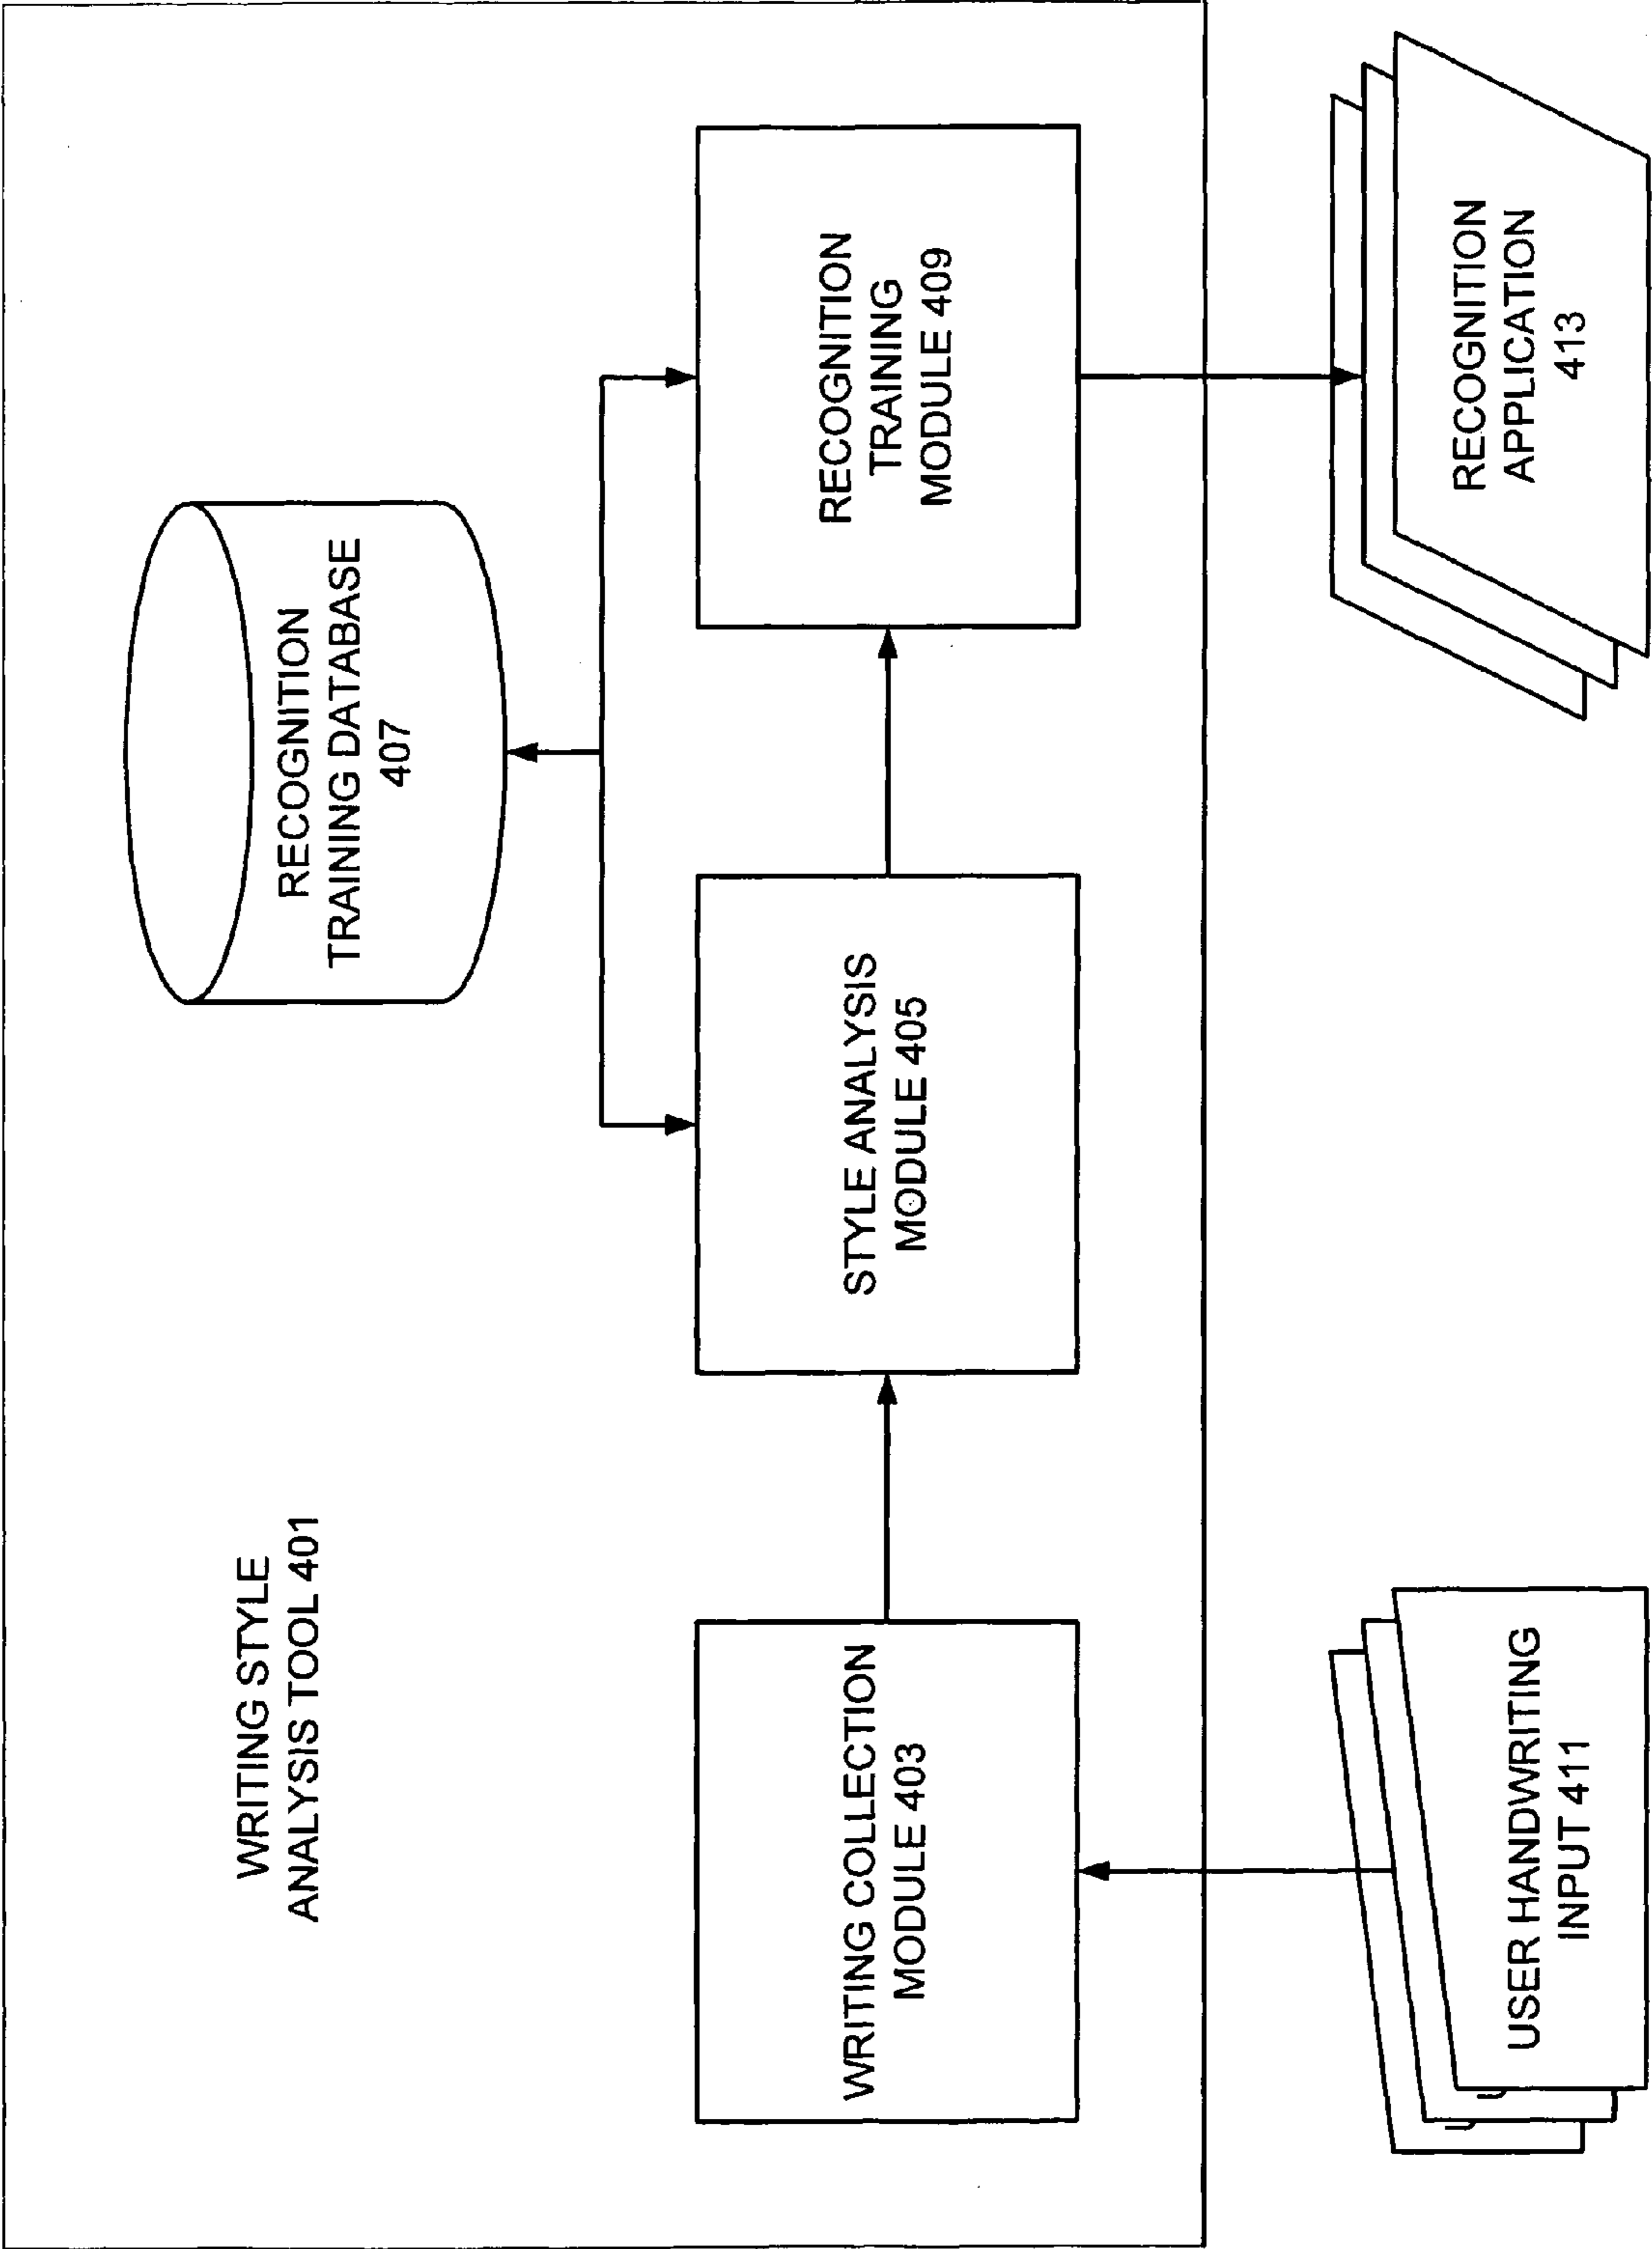 WRITING STYLE
ANALYSIS TOOL 401
RECOGNITION
TRAINING DATABASE
407
WRITING COLLECTION
MODULE 403
STYLE ANALYSIS
MODULE 405
RECOGNITION
TRAINING
MODULE 409
USER HANDWRITING
INPUT 411
RECOGNITION
APPLICATION
413